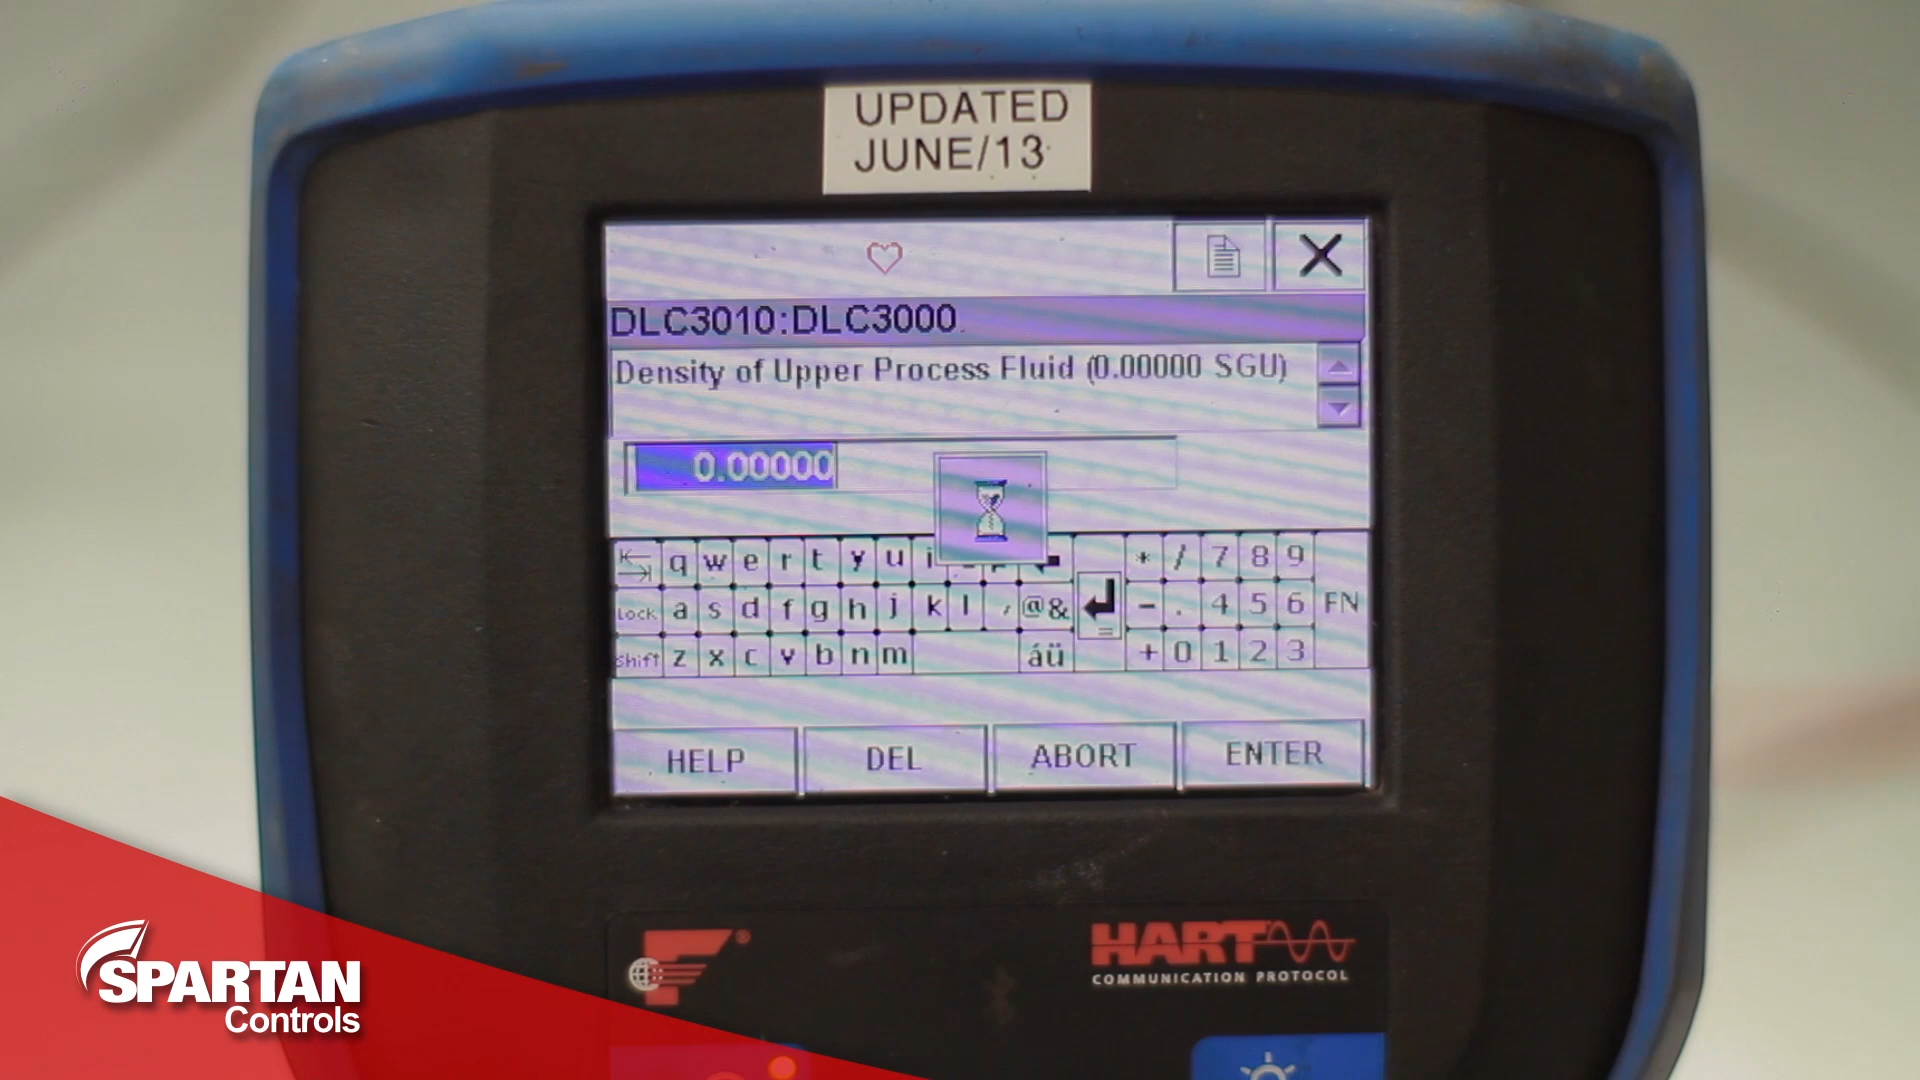 UPDATED
JUNE/13
DLC3010:DLC3000
Density of Upper Process Fluid (0.00000 SGU)
0.00000
q w e r t y u i * / 7 8 9
Lock a s d f g h j k l , @& - . 4 5 6 FN
Shift z x c v b n m áü + 0 1 2 3
HELP DEL ABORT ENTER
F®
HART
COMMUNICATION PROTOCOL
SPARTAN
Controls